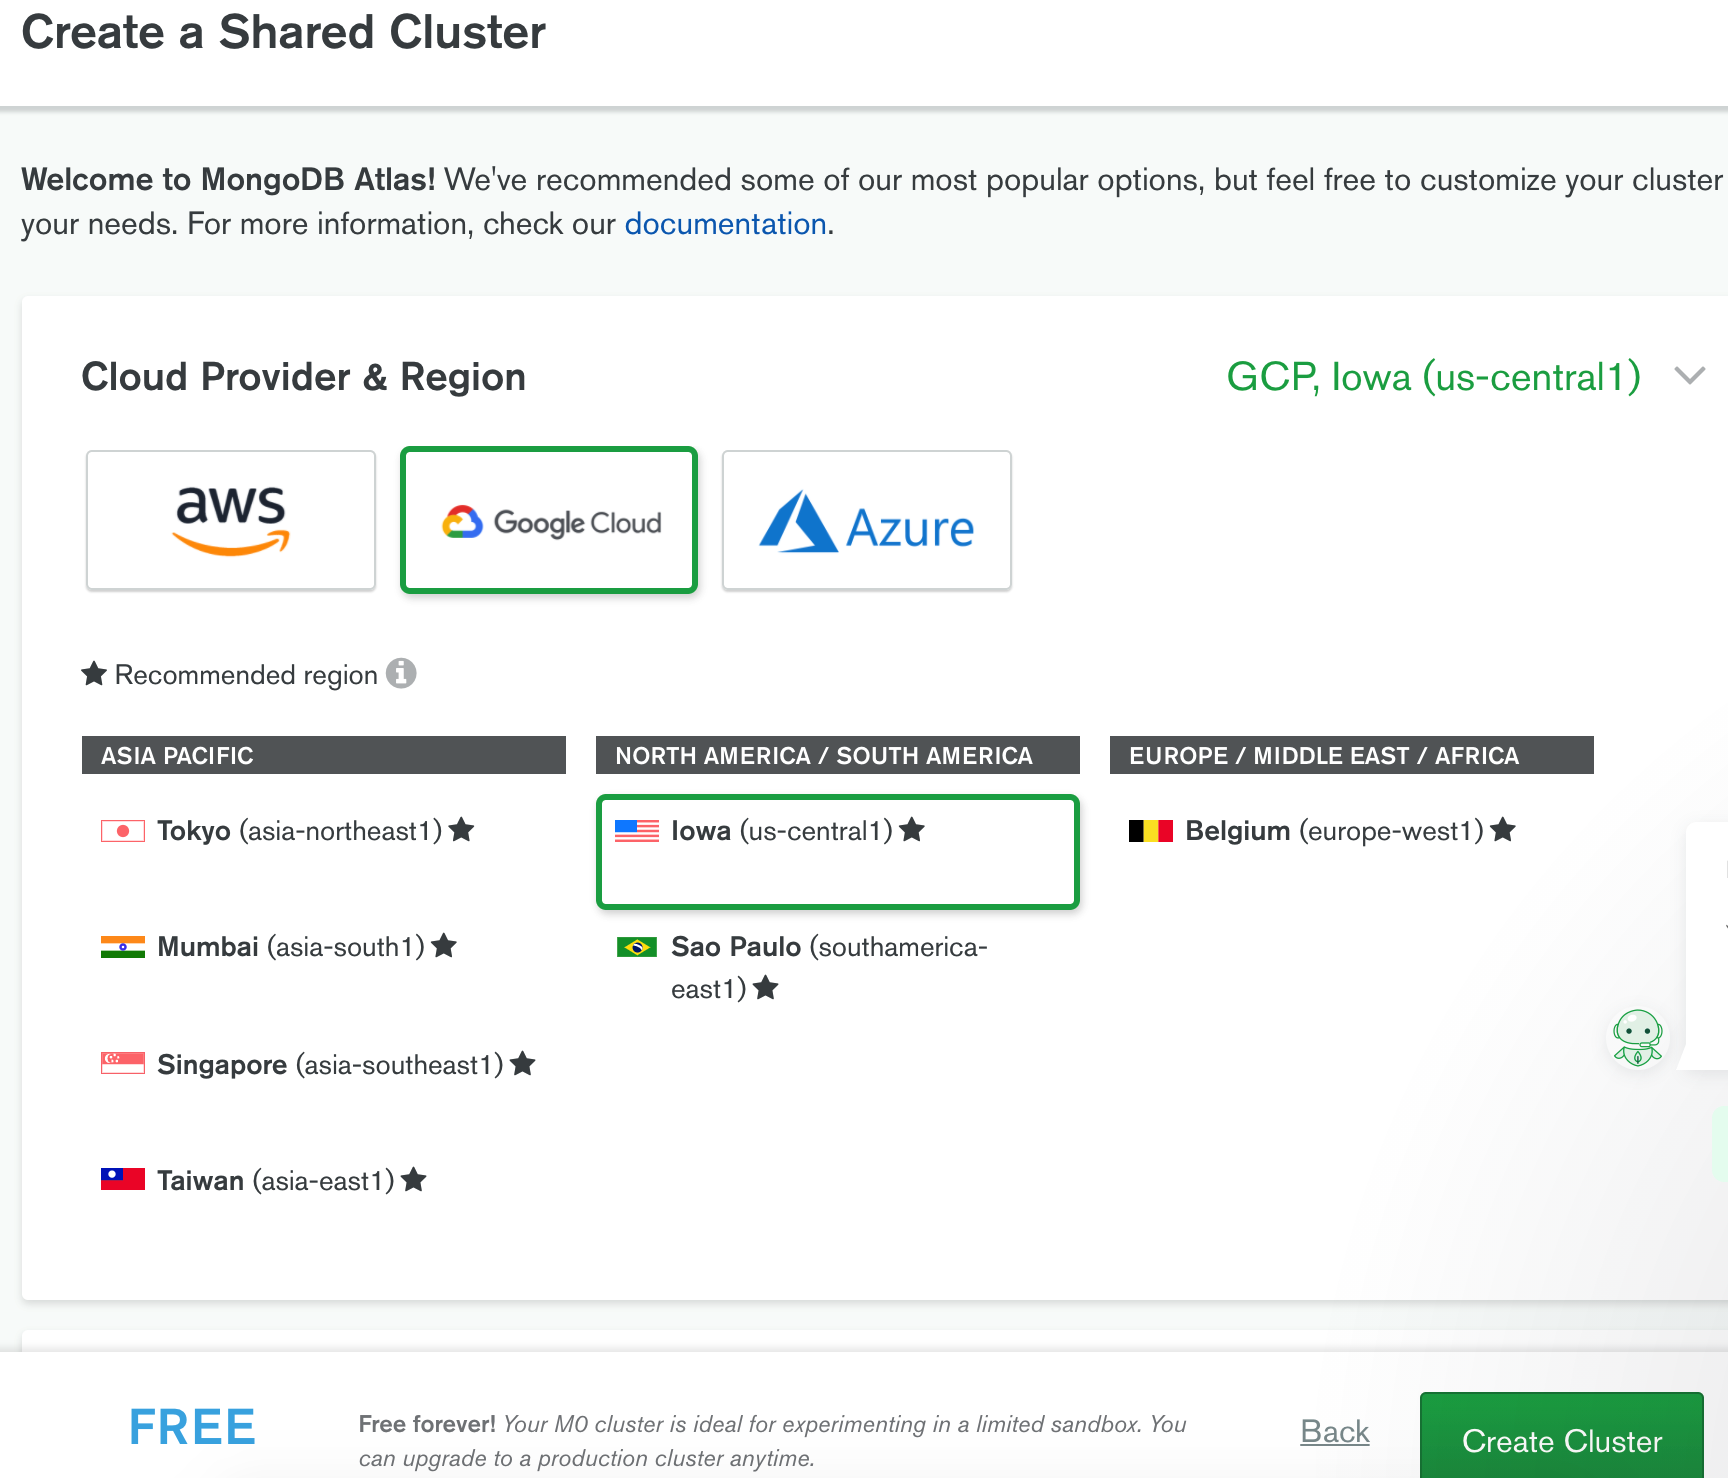 Create a Shared Cluster
Welcome to MongoDB Atlas! We've recommended some of our most popular options, but feel free to customize your cluster
your needs. For more information, check our documentation.
Cloud Provider & Region
GCP, Iowa (us-central1)
aws
Google Cloud
Azure
★ Recommended region
ASIA PACIFIC
Tokyo (asia-northeast1) ★
Mumbai (asia-south1) ★
Singapore (asia-southeast1) ★
Taiwan (asia-east1) ★
NORTH AMERICA / SOUTH AMERICA
Iowa (us-central1) ★
Sao Paulo (southamerica-
east1) ★
EUROPE / MIDDLE EAST / AFRICA
Belgium (europe-west1) ★
FREE
Free forever! Your M0 cluster is ideal for experimenting in a limited sandbox. You
can upgrade to a production cluster anytime.
Back
Create Cluster